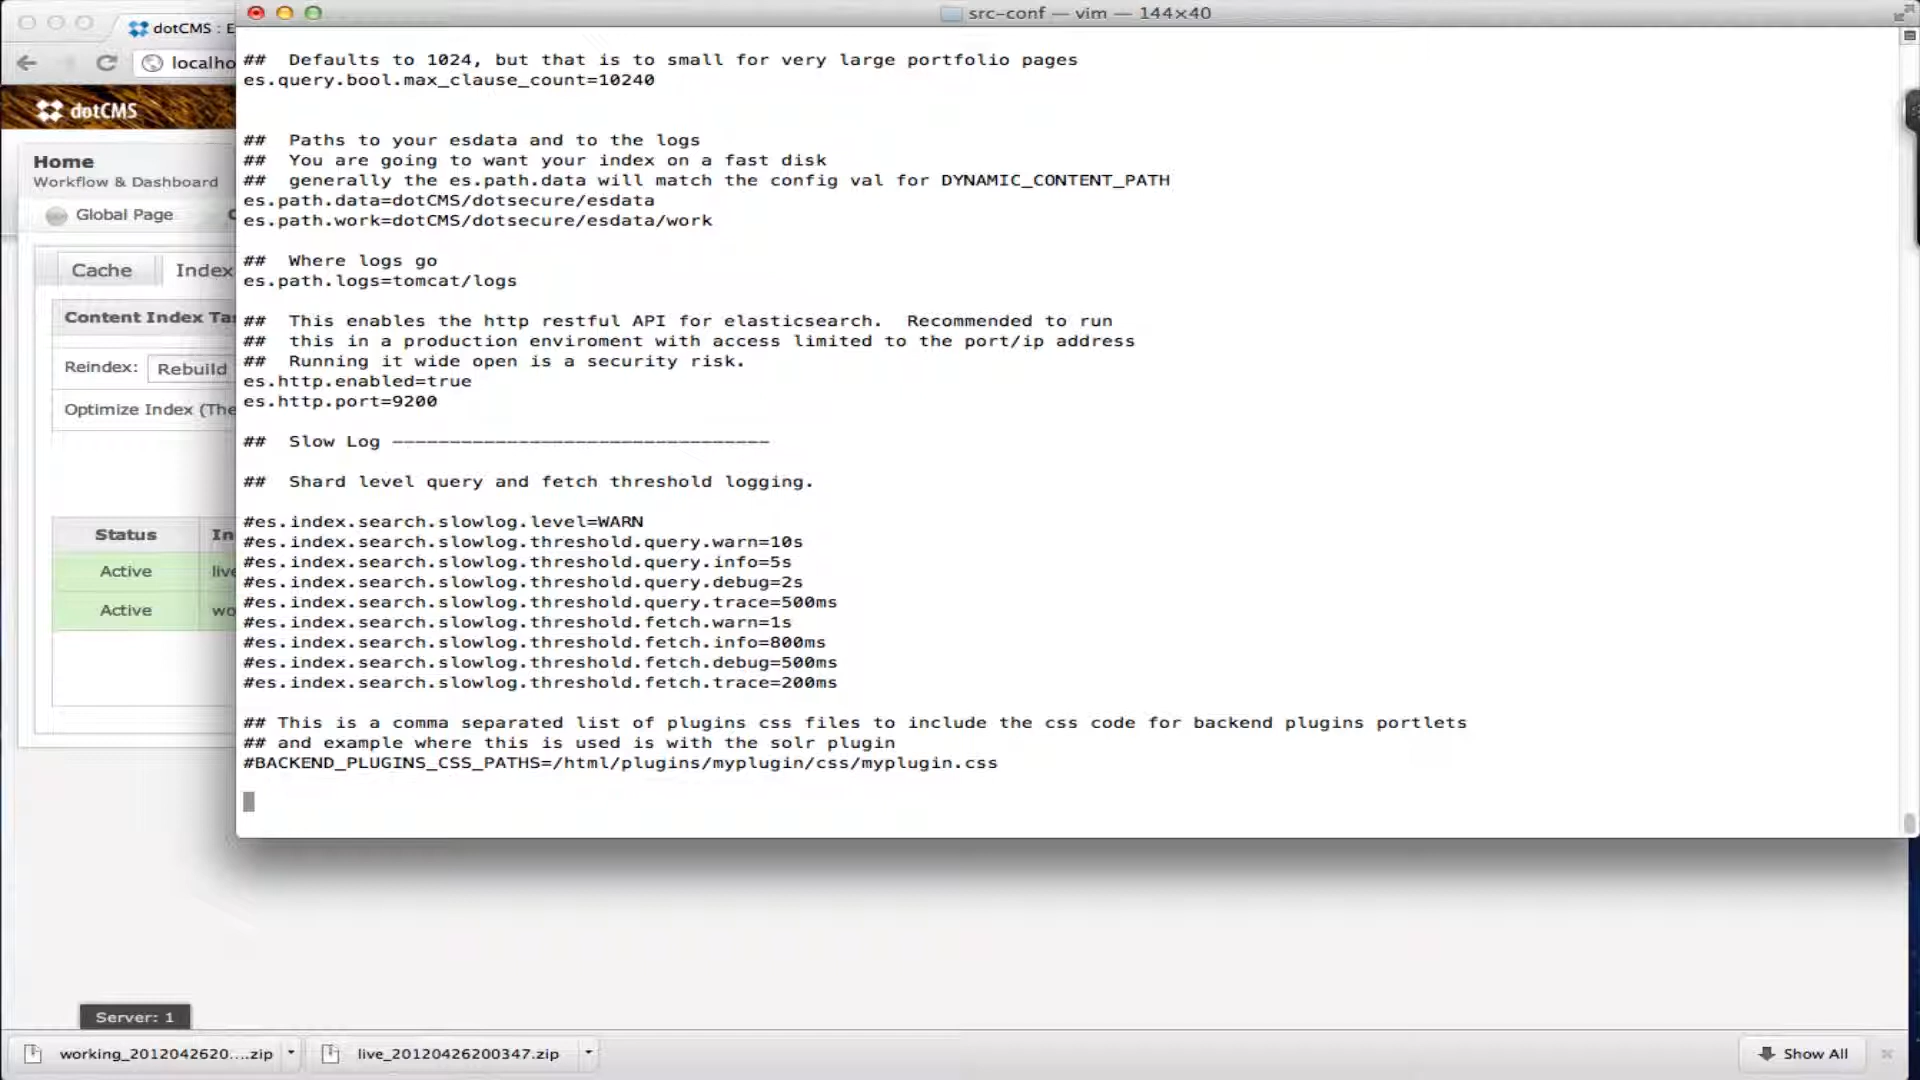 src-conf — vim — 144×40
dotCMS : E
localho
dotCMS
Home
Workflow & Dashboard
Global Page
Cache
Index
Content Index Ta
Reindex:
Rebuild
Optimize Index (The
Status
In
Active
live
Active
wo
## Defaults to 1024, but that is to small for very large portfolio pages
es.query.bool.max_clause_count=10240
## Paths to your esdata and to the logs
## You are going to want your index on a fast disk
## generally the es.path.data will match the config val for DYNAMIC_CONTENT_PATH
es.path.data=dotCMS/dotsecure/esdata
es.path.work=dotCMS/dotsecure/esdata/work
## Where logs go
es.path.logs=tomcat/logs
## This enables the http restful API for elasticsearch. Recommended to run
## this in a production enviroment with access limited to the port/ip address
## Running it wide open is a security risk.
es.http.enabled=true
es.http.port=9200
## Slow Log ---------------------------------
## Shard level query and fetch threshold logging.
#es.index.search.slowlog.level=WARN
#es.index.search.slowlog.threshold.query.warn=10s
#es.index.search.slowlog.threshold.query.info=5s
#es.index.search.slowlog.threshold.query.debug=2s
#es.index.search.slowlog.threshold.query.trace=500ms
#es.index.search.slowlog.threshold.fetch.warn=1s
#es.index.search.slowlog.threshold.fetch.info=800ms
#es.index.search.slowlog.threshold.fetch.debug=500ms
#es.index.search.slowlog.threshold.fetch.trace=200ms
## This is a comma separated list of plugins css files to include the css code for backend plugins portlets
## and example where this is used is with the solr plugin
#BACKEND_PLUGINS_CSS_PATHS=/html/plugins/myplugin/css/myplugin.css
Server: 1
working_2012042620....zip
live_20120426200347.zip
Show All